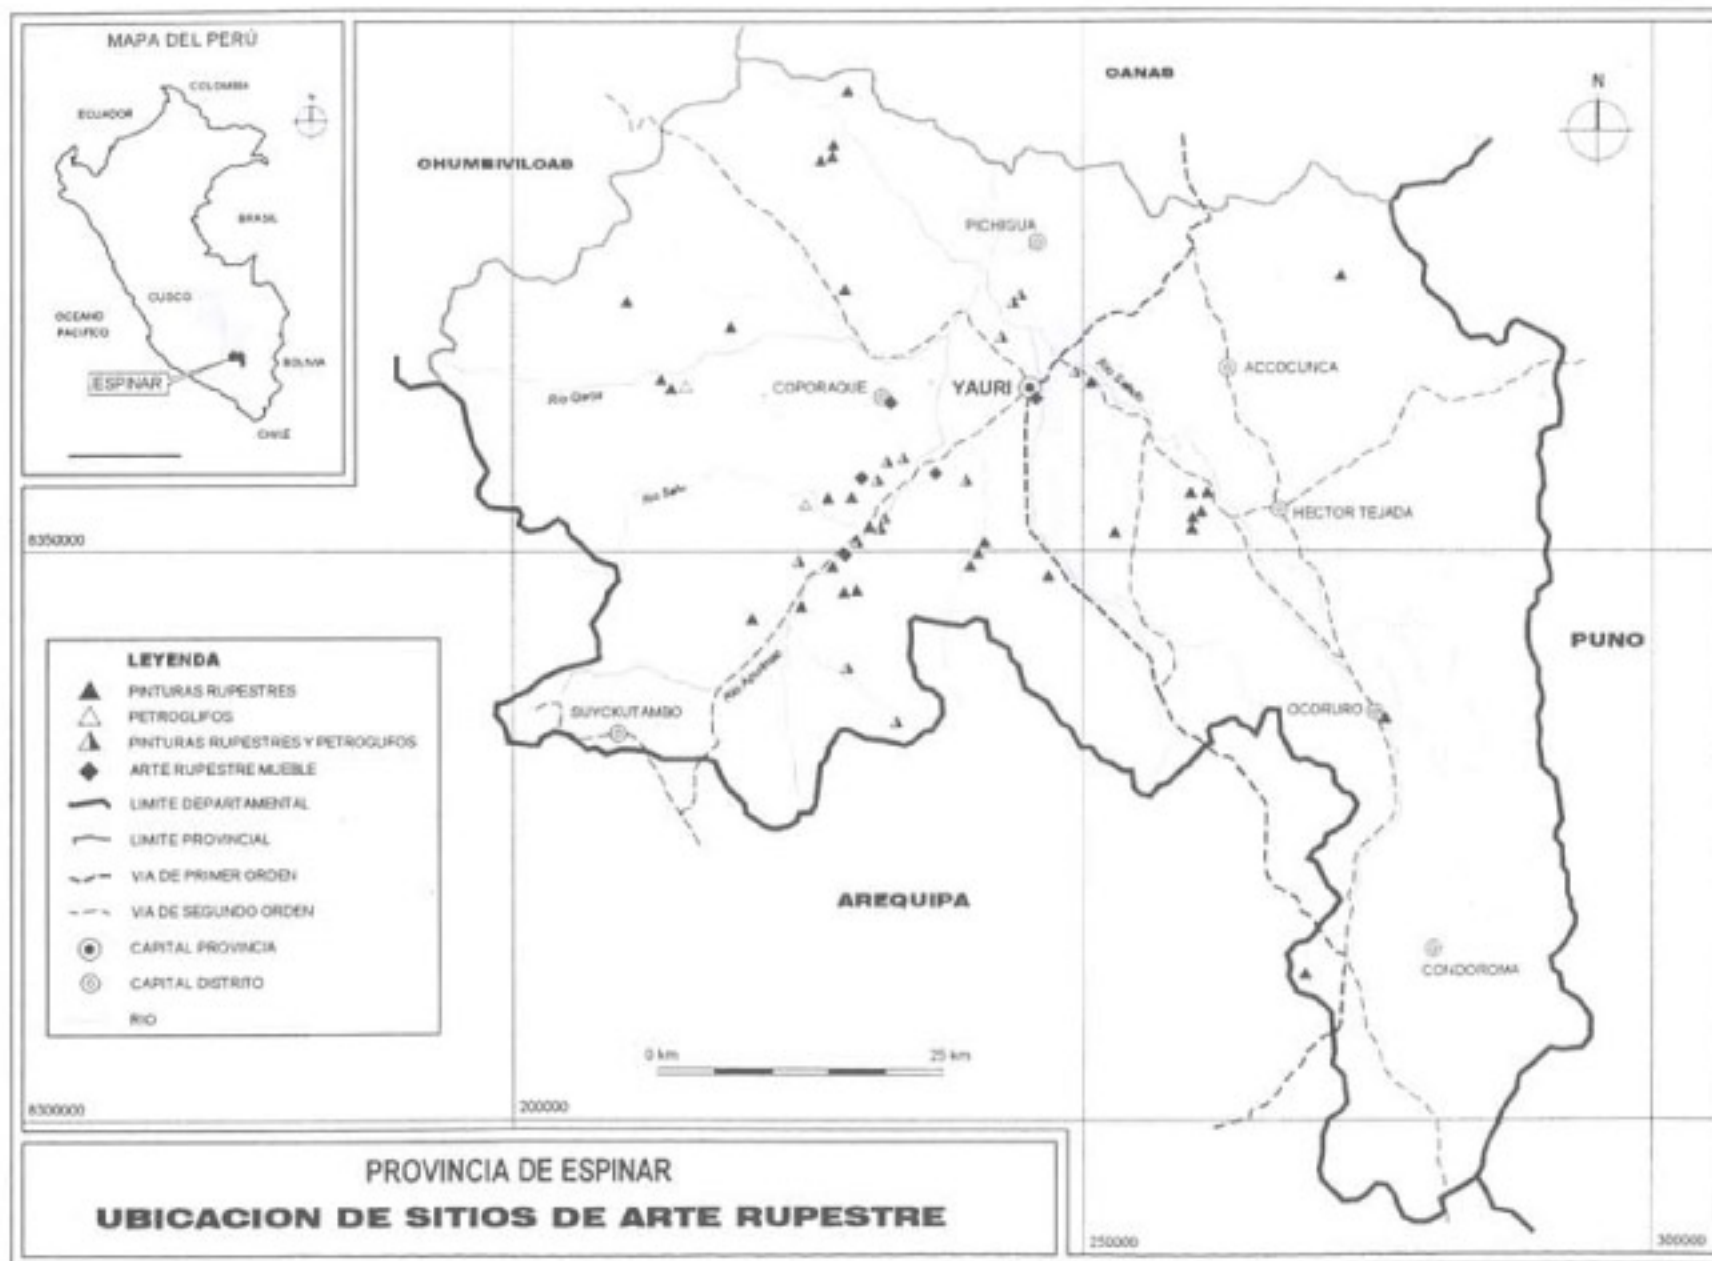 MAPA DEL PERÚ
COLOMBIA
ECUADOR
N
BRASIL
CUSCO
OCEANO
PACIFICO
BOLIVIA
ESPINAR
CHILE
CANAS
N
CHUMBIVILCAS
PICHIGUA
ACCOCUNCA
COPORAQUE
YAURI
Rio Salado
HECTOR TEJADA
8350000
PUNO
Rio Apurimac
SUYCKUTAMBO
OCORURO
AREQUIPA
CONDOROMA
LEYENDA
PINTURAS RUPESTRES
PETROGLIFOS
PINTURAS RUPESTRES Y PETROGLIFOS
ARTE RUPESTRE MUEBLE
LIMITE DEPARTAMENTAL
LIMITE PROVINCIAL
VIA DE PRIMER ORDEN
VIA DE SEGUNDO ORDEN
CAPITAL PROVINCIA
CAPITAL DISTRITO
RIO
0 km 25 km
8300000
200000
250000
300000
PROVINCIA DE ESPINAR
UBICACION DE SITIOS DE ARTE RUPESTRE